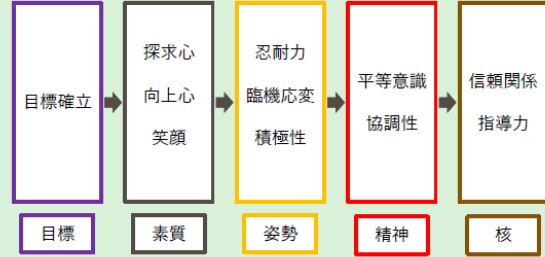 目標確立
探求心
向上心
笑顔
忍耐力
臨機応変
積極性
平等意識
協調性
信頼関係
指導力
目標
素質
姿勢
精神
核